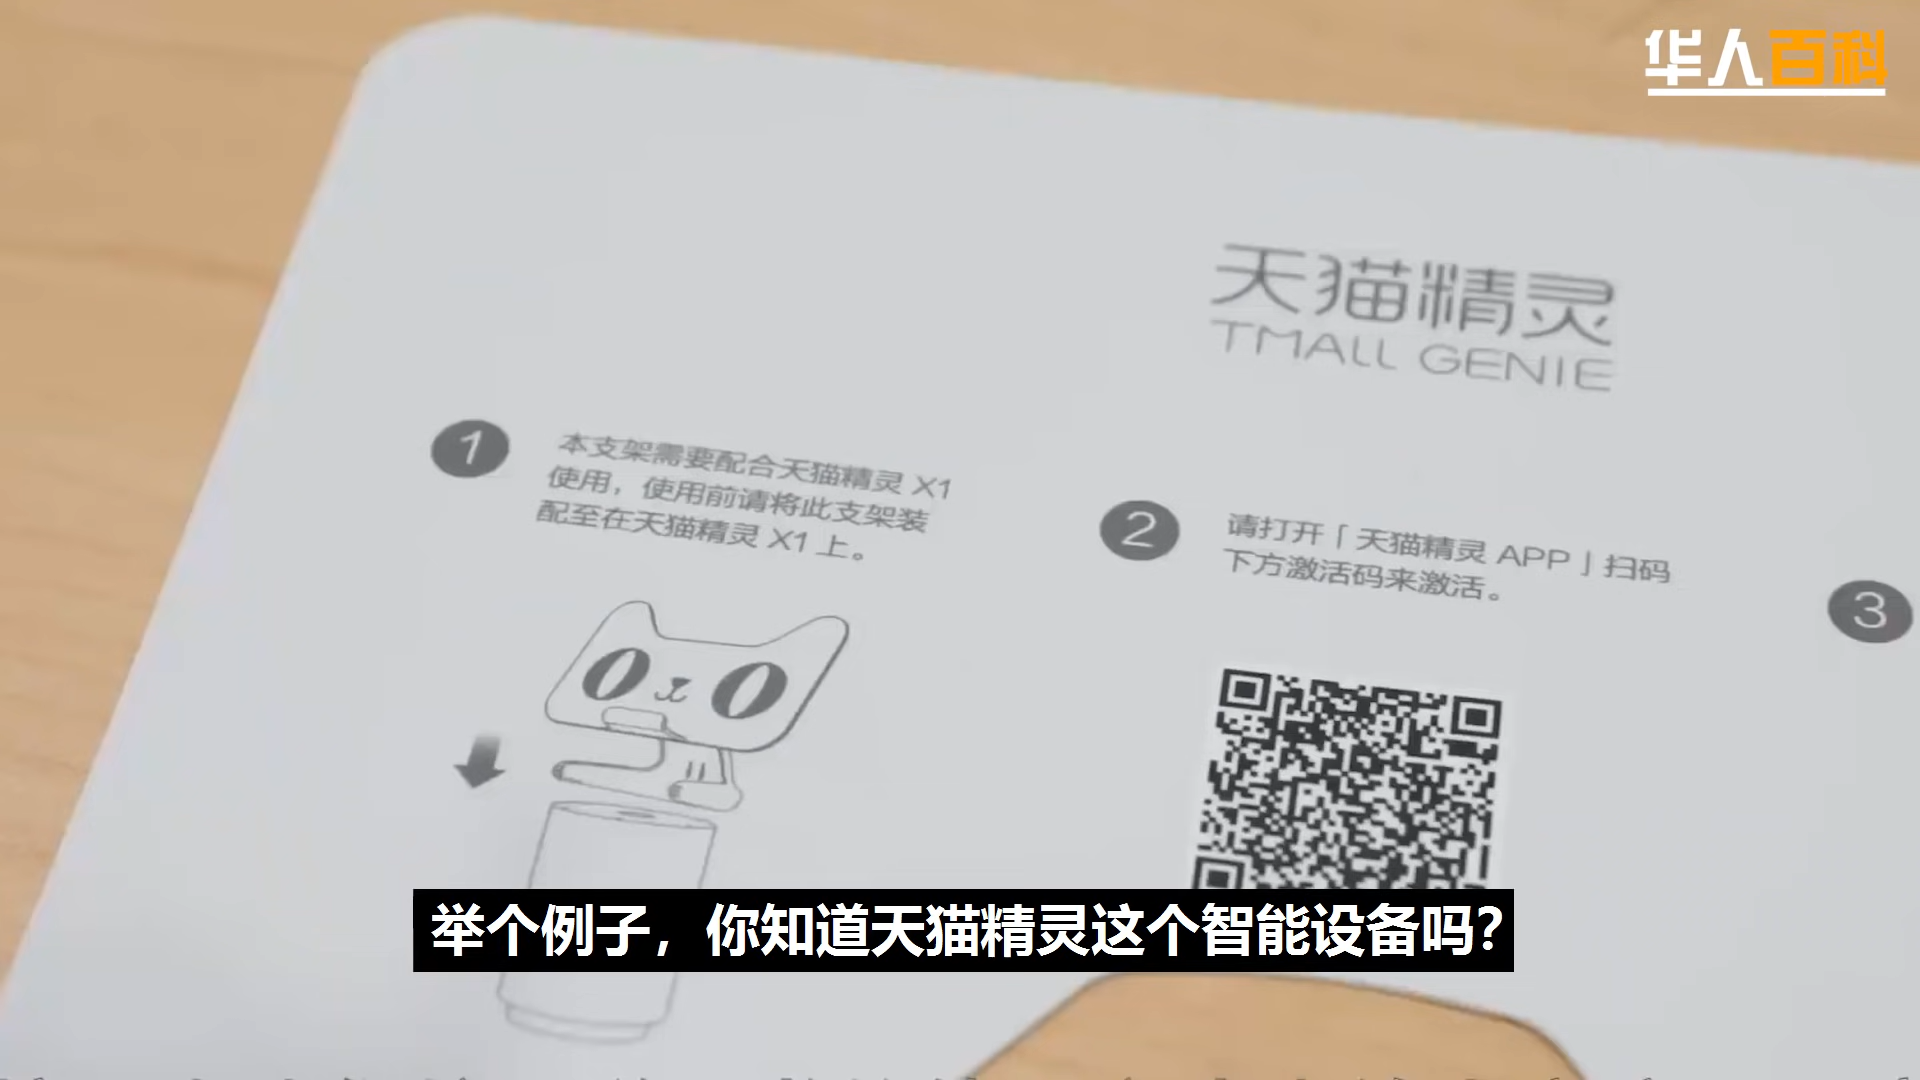 华人百科
天猫精灵
TMALL GENIE
1
本支架需要配合天猫精灵 X1
使用，使用前请将此支架装
配至在天猫精灵 X1 上。
2
请打开「天猫精灵 APP」扫码
下方激活码来激活。
3
举个例子，你知道天猫精灵这个智能设备吗?